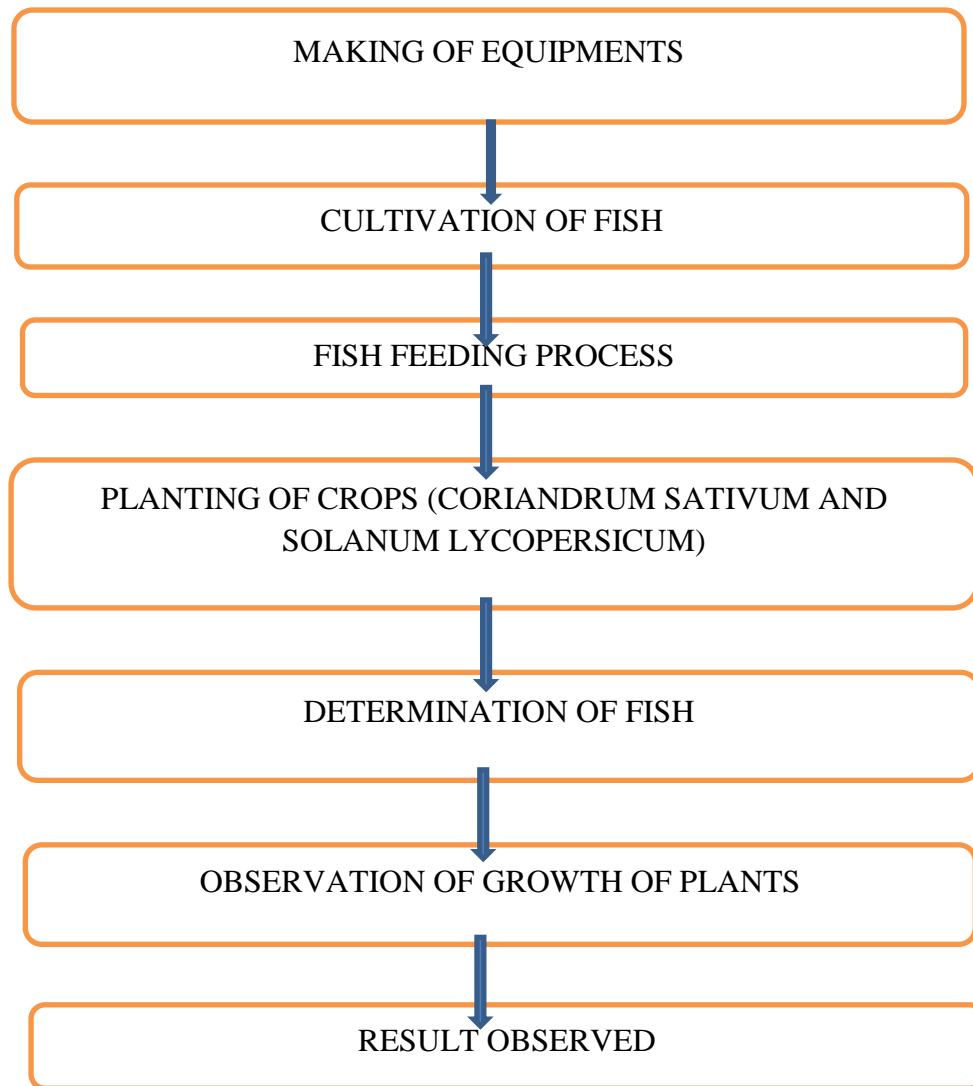 MAKING OF EQUIPMENTS
CULTIVATION OF FISH
FISH FEEDING PROCESS
PLANTING OF CROPS (CORIANDRUM SATIVUM AND
SOLANUM LYCOPERSICUM)
DETERMINATION OF FISH
OBSERVATION OF GROWTH OF PLANTS
RESULT OBSERVED